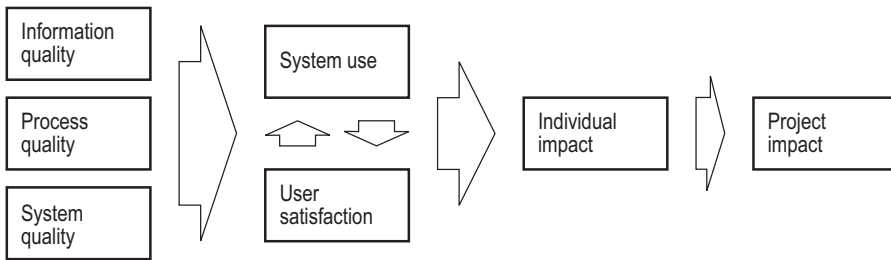 Information
quality
Process
quality
System
quality
System use
User
satisfaction
Individual
impact
Project
impact